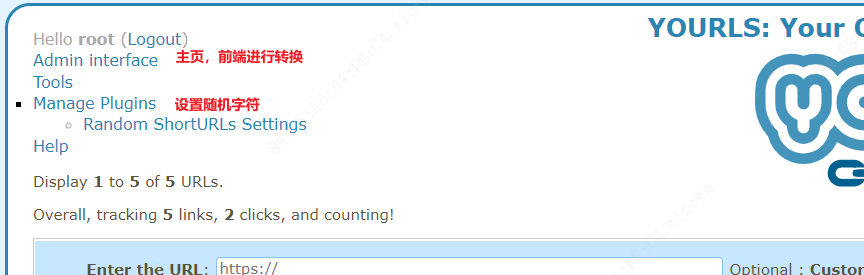 YOURLS: Your
Hello root (Logout)
Admin interface 主页，前端进行转换
Tools
Manage Plugins 设置随机字符
Random ShortURLs Settings
Help
Display 1 to 5 of 5 URLs.
Overall, tracking 5 links, 2 clicks, and counting!
Enter the URL: https:// Optional : Custo